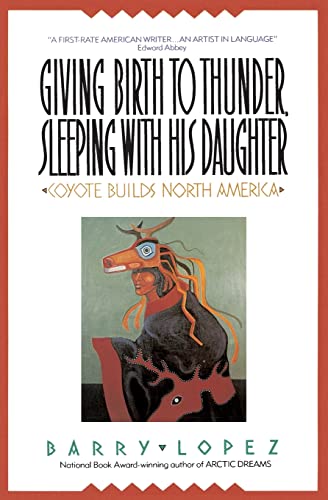 "A FIRST-RATE AMERICAN WRITER...AN ARTIST IN LANGUAGE"
Edward Abbey
GIVING BIRTH TO THUNDER,
SLEEPING WITH HIS DAUGHTER
COYOTE BUILDS NORTH AMERICA
BARRY LOPEZ
National Book Award-winning author of ARCTIC DREAMS